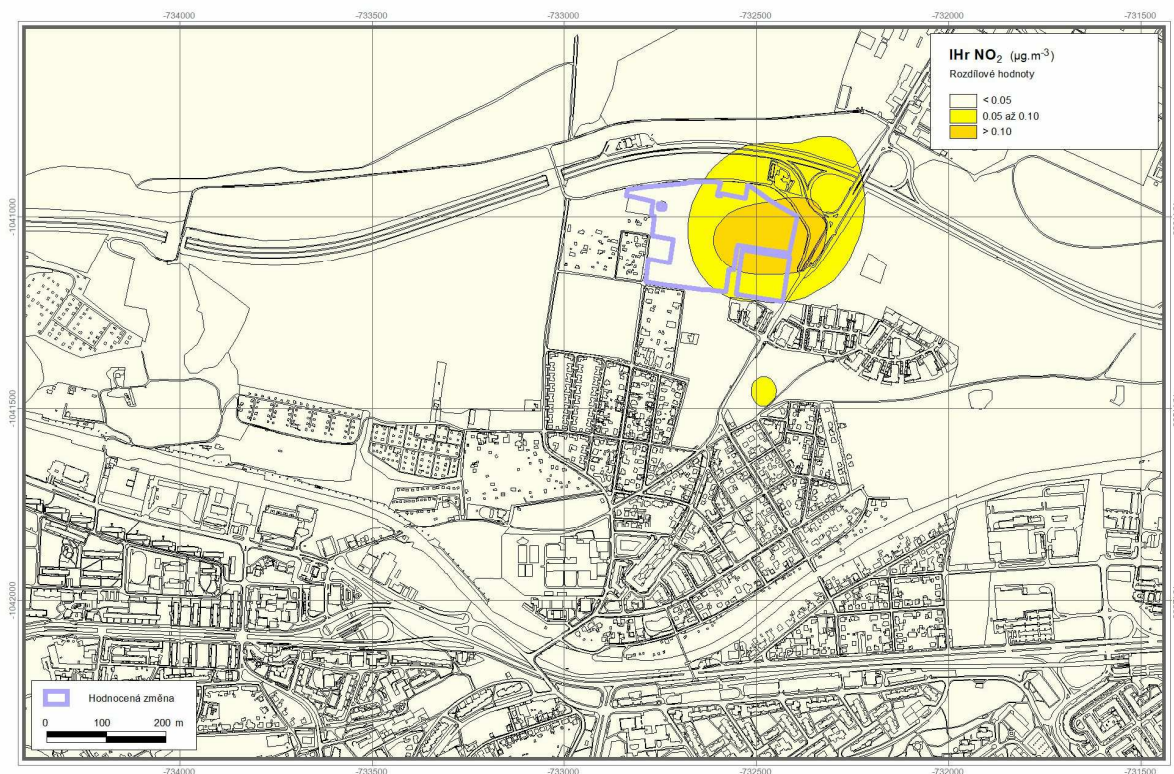 -734000 -733500 -733000 -732500 -732000 -731500
IHr NO₂ (µg.m⁻³)
Rozdílové hodnoty
< 0.05
0.05 až 0.10
> 0.10
-1041000
-1041500
-1042000
Hodnocená změna
0 100 200 m
-734000 -733500 -733000 -732500 -732000 -731500